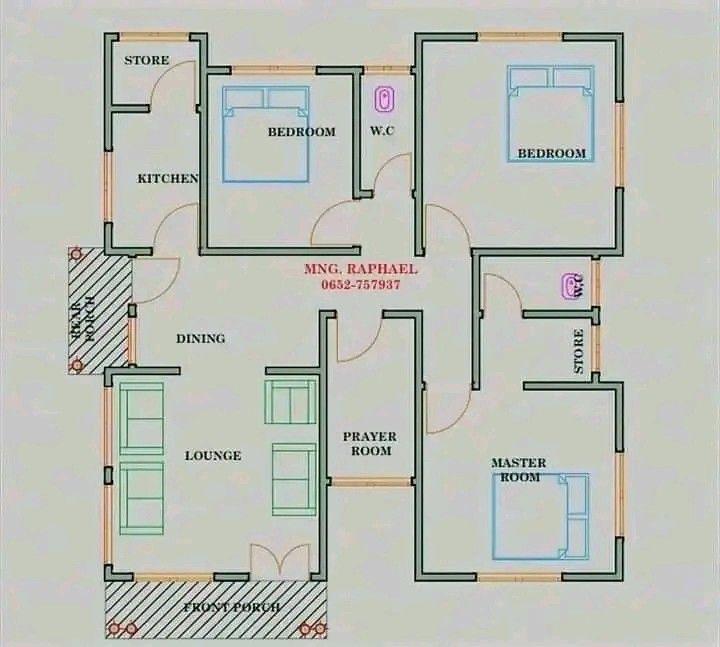 STORE
BEDROOM
W.C
BEDROOM
KITCHEN
MNG. RAPHAEL
0652-757937
W.C
REAR
PORCH
DINING
STORE
PRAYER
ROOM
LOUNGE
MASTER
ROOM
FRONT PORCH